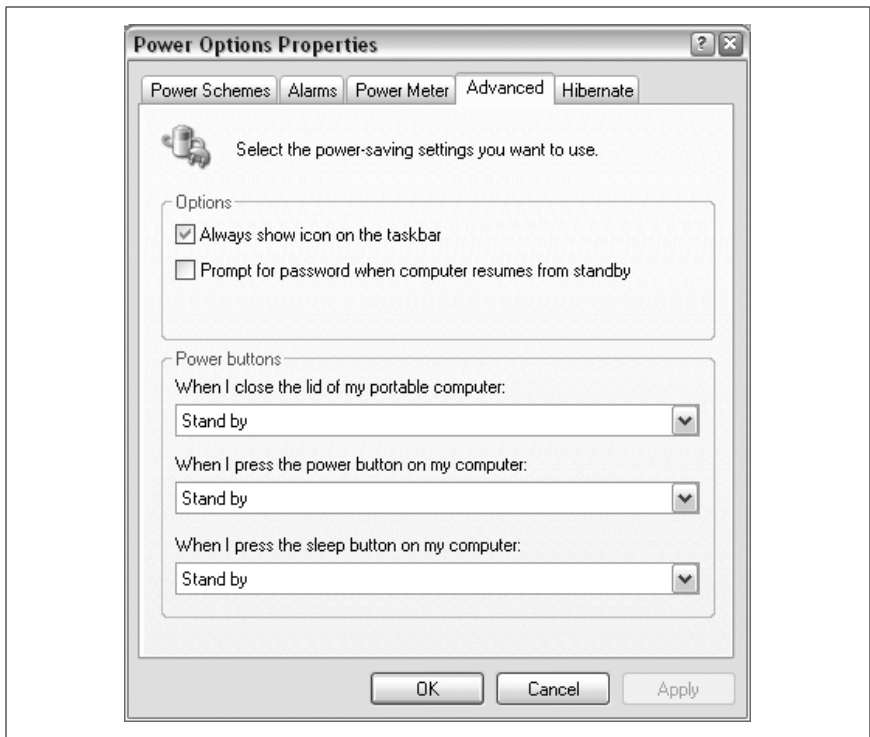 Power Options Properties
Power Schemes Alarms Power Meter Advanced Hibernate
Select the power-saving settings you want to use.
Options
Always show icon on the taskbar
Prompt for password when computer resumes from standby
Power buttons
When I close the lid of my portable computer:
Stand by
When I press the power button on my computer:
Stand by
When I press the sleep button on my computer:
Stand by
OK Cancel Apply